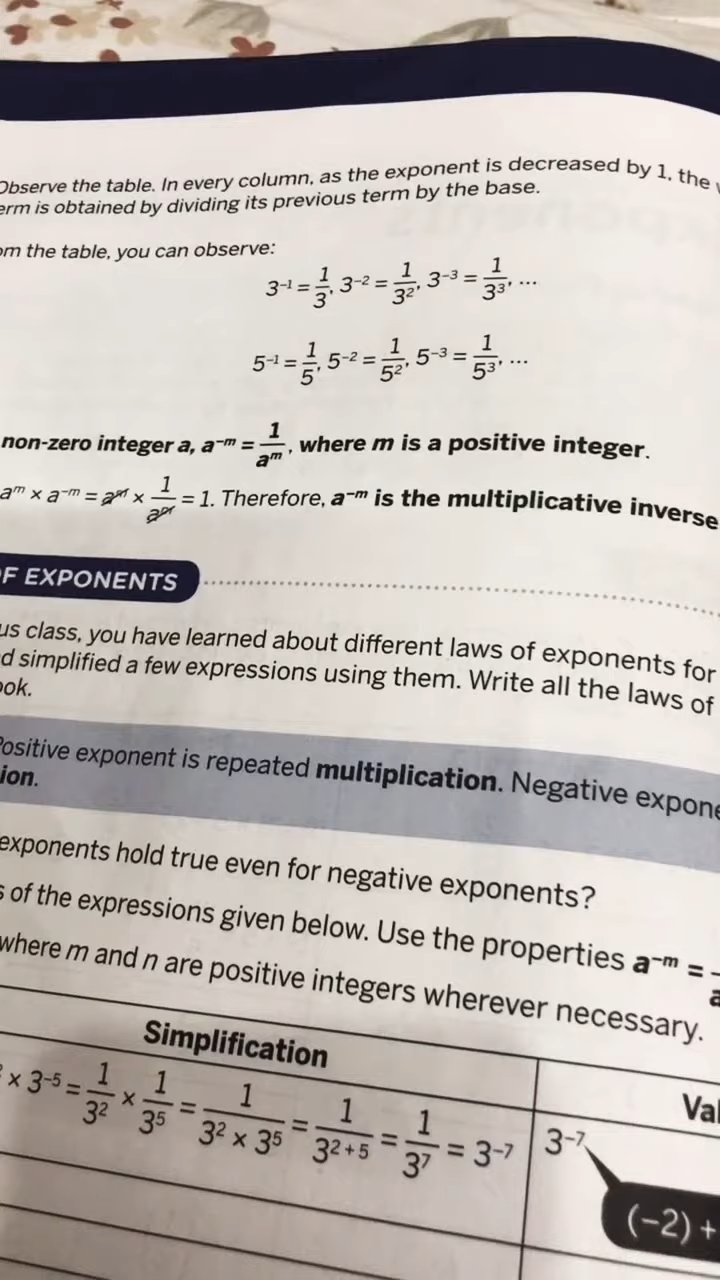 Observe the table. In every column, as the exponent is decreased by 1, the
term is obtained by dividing its previous term by the base.
om the table, you can observe:
3⁻¹ = 1/3, 3⁻² = 1/3², 3⁻³ = 1/3³, ...
5⁻¹ = 1/5, 5⁻² = 1/5², 5⁻³ = 1/5³, ...
non-zero integer a, a⁻ᵐ = 1/aᵐ, where m is a positive integer.
aᵐ × a⁻ᵐ = aᵐ × 1/aᵐ = 1. Therefore, a⁻ᵐ is the multiplicative inverse
F EXPONENTS
us class, you have learned about different laws of exponents for
d simplified a few expressions using them. Write all the laws of
ook.
Positive exponent is repeated multiplication. Negative expone
ion.
exponents hold true even for negative exponents?
s of the expressions given below. Use the properties a⁻ᵐ =
where m and n are positive integers wherever necessary.
Simplification
Val
× 3⁻⁵ = 1/3² × 1/3⁵ = 1/(3² × 3⁵) = 1/3²⁺⁵ = 1/3⁷ = 3⁻⁷
3⁻⁷
(−2) +